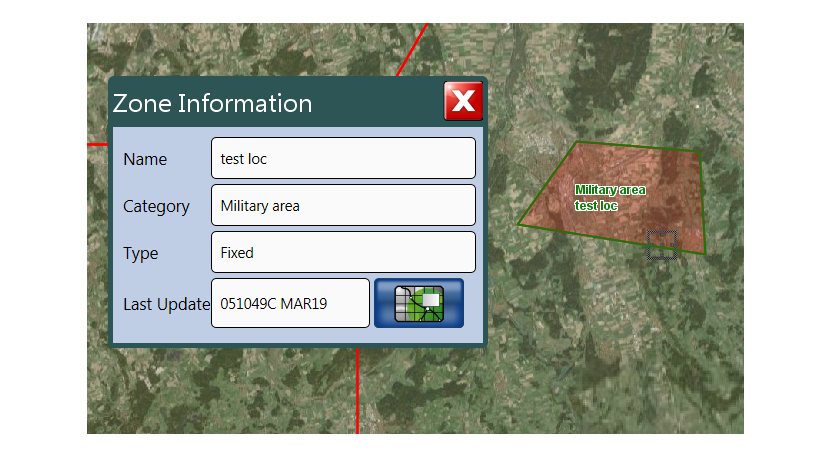 Zone Information
Name
test loc
Category
Military area
Type
Fixed
Last Update
051049C MAR19
Military area
test loc